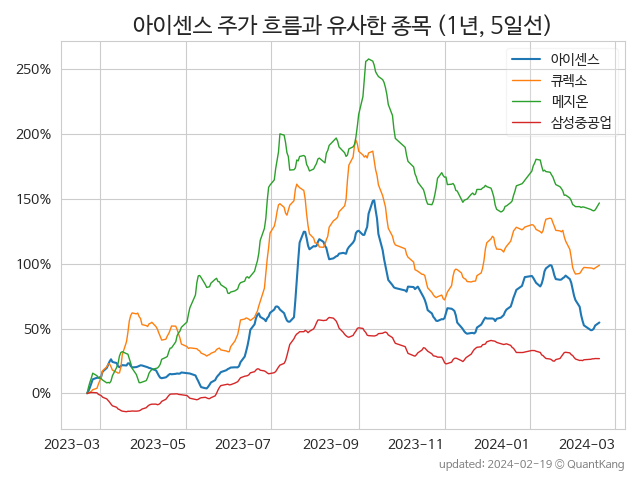 아이센스 주가 흐름과 유사한 종목 (1년, 5일선)
아이센스
큐렉소
메지온
삼성중공업
250%
200%
150%
100%
50%
0%
2023-03 2023-05 2023-07 2023-09 2023-11 2024-01 2024-03
updated: 2024-02-19 © QuantKang